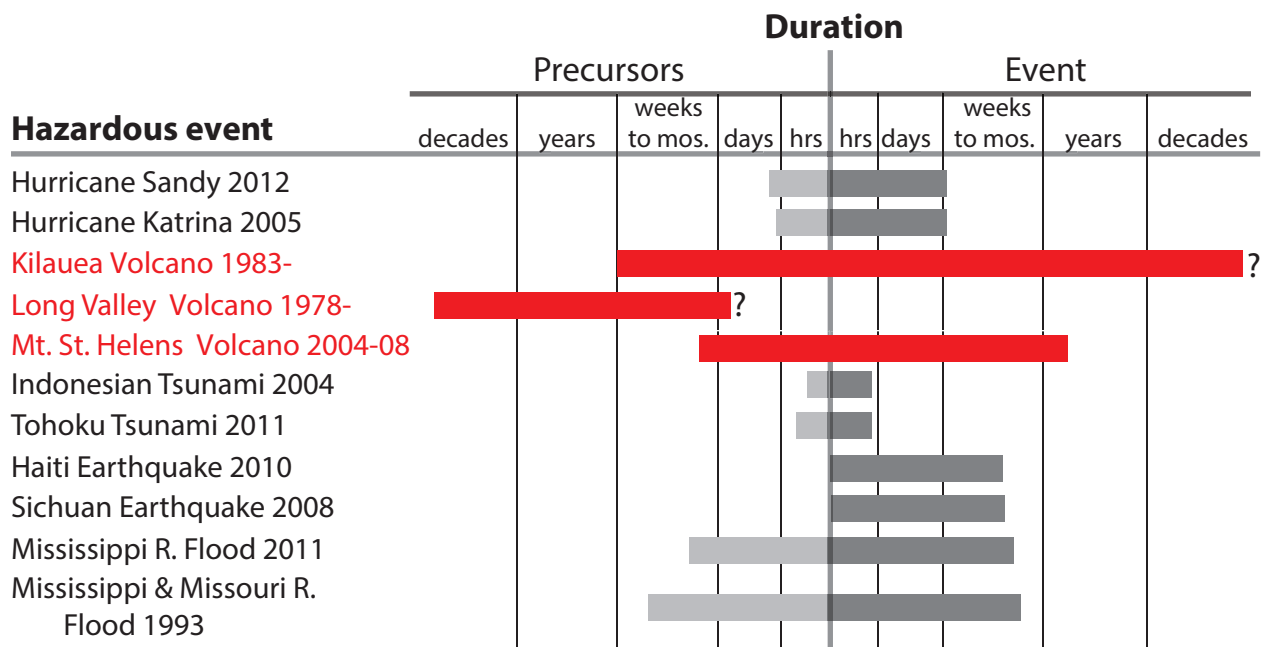 Duration
Precursors Event
Hazardous event
decades years weeks to mos. days hrs hrs days weeks to mos. years decades
Hurricane Sandy 2012
Hurricane Katrina 2005
Kilauea Volcano 1983- ?
Long Valley Volcano 1978- ?
Mt. St. Helens Volcano 2004-08
Indonesian Tsunami 2004
Tohoku Tsunami 2011
Haiti Earthquake 2010
Sichuan Earthquake 2008
Mississippi R. Flood 2011
Mississippi & Missouri R.
Flood 1993